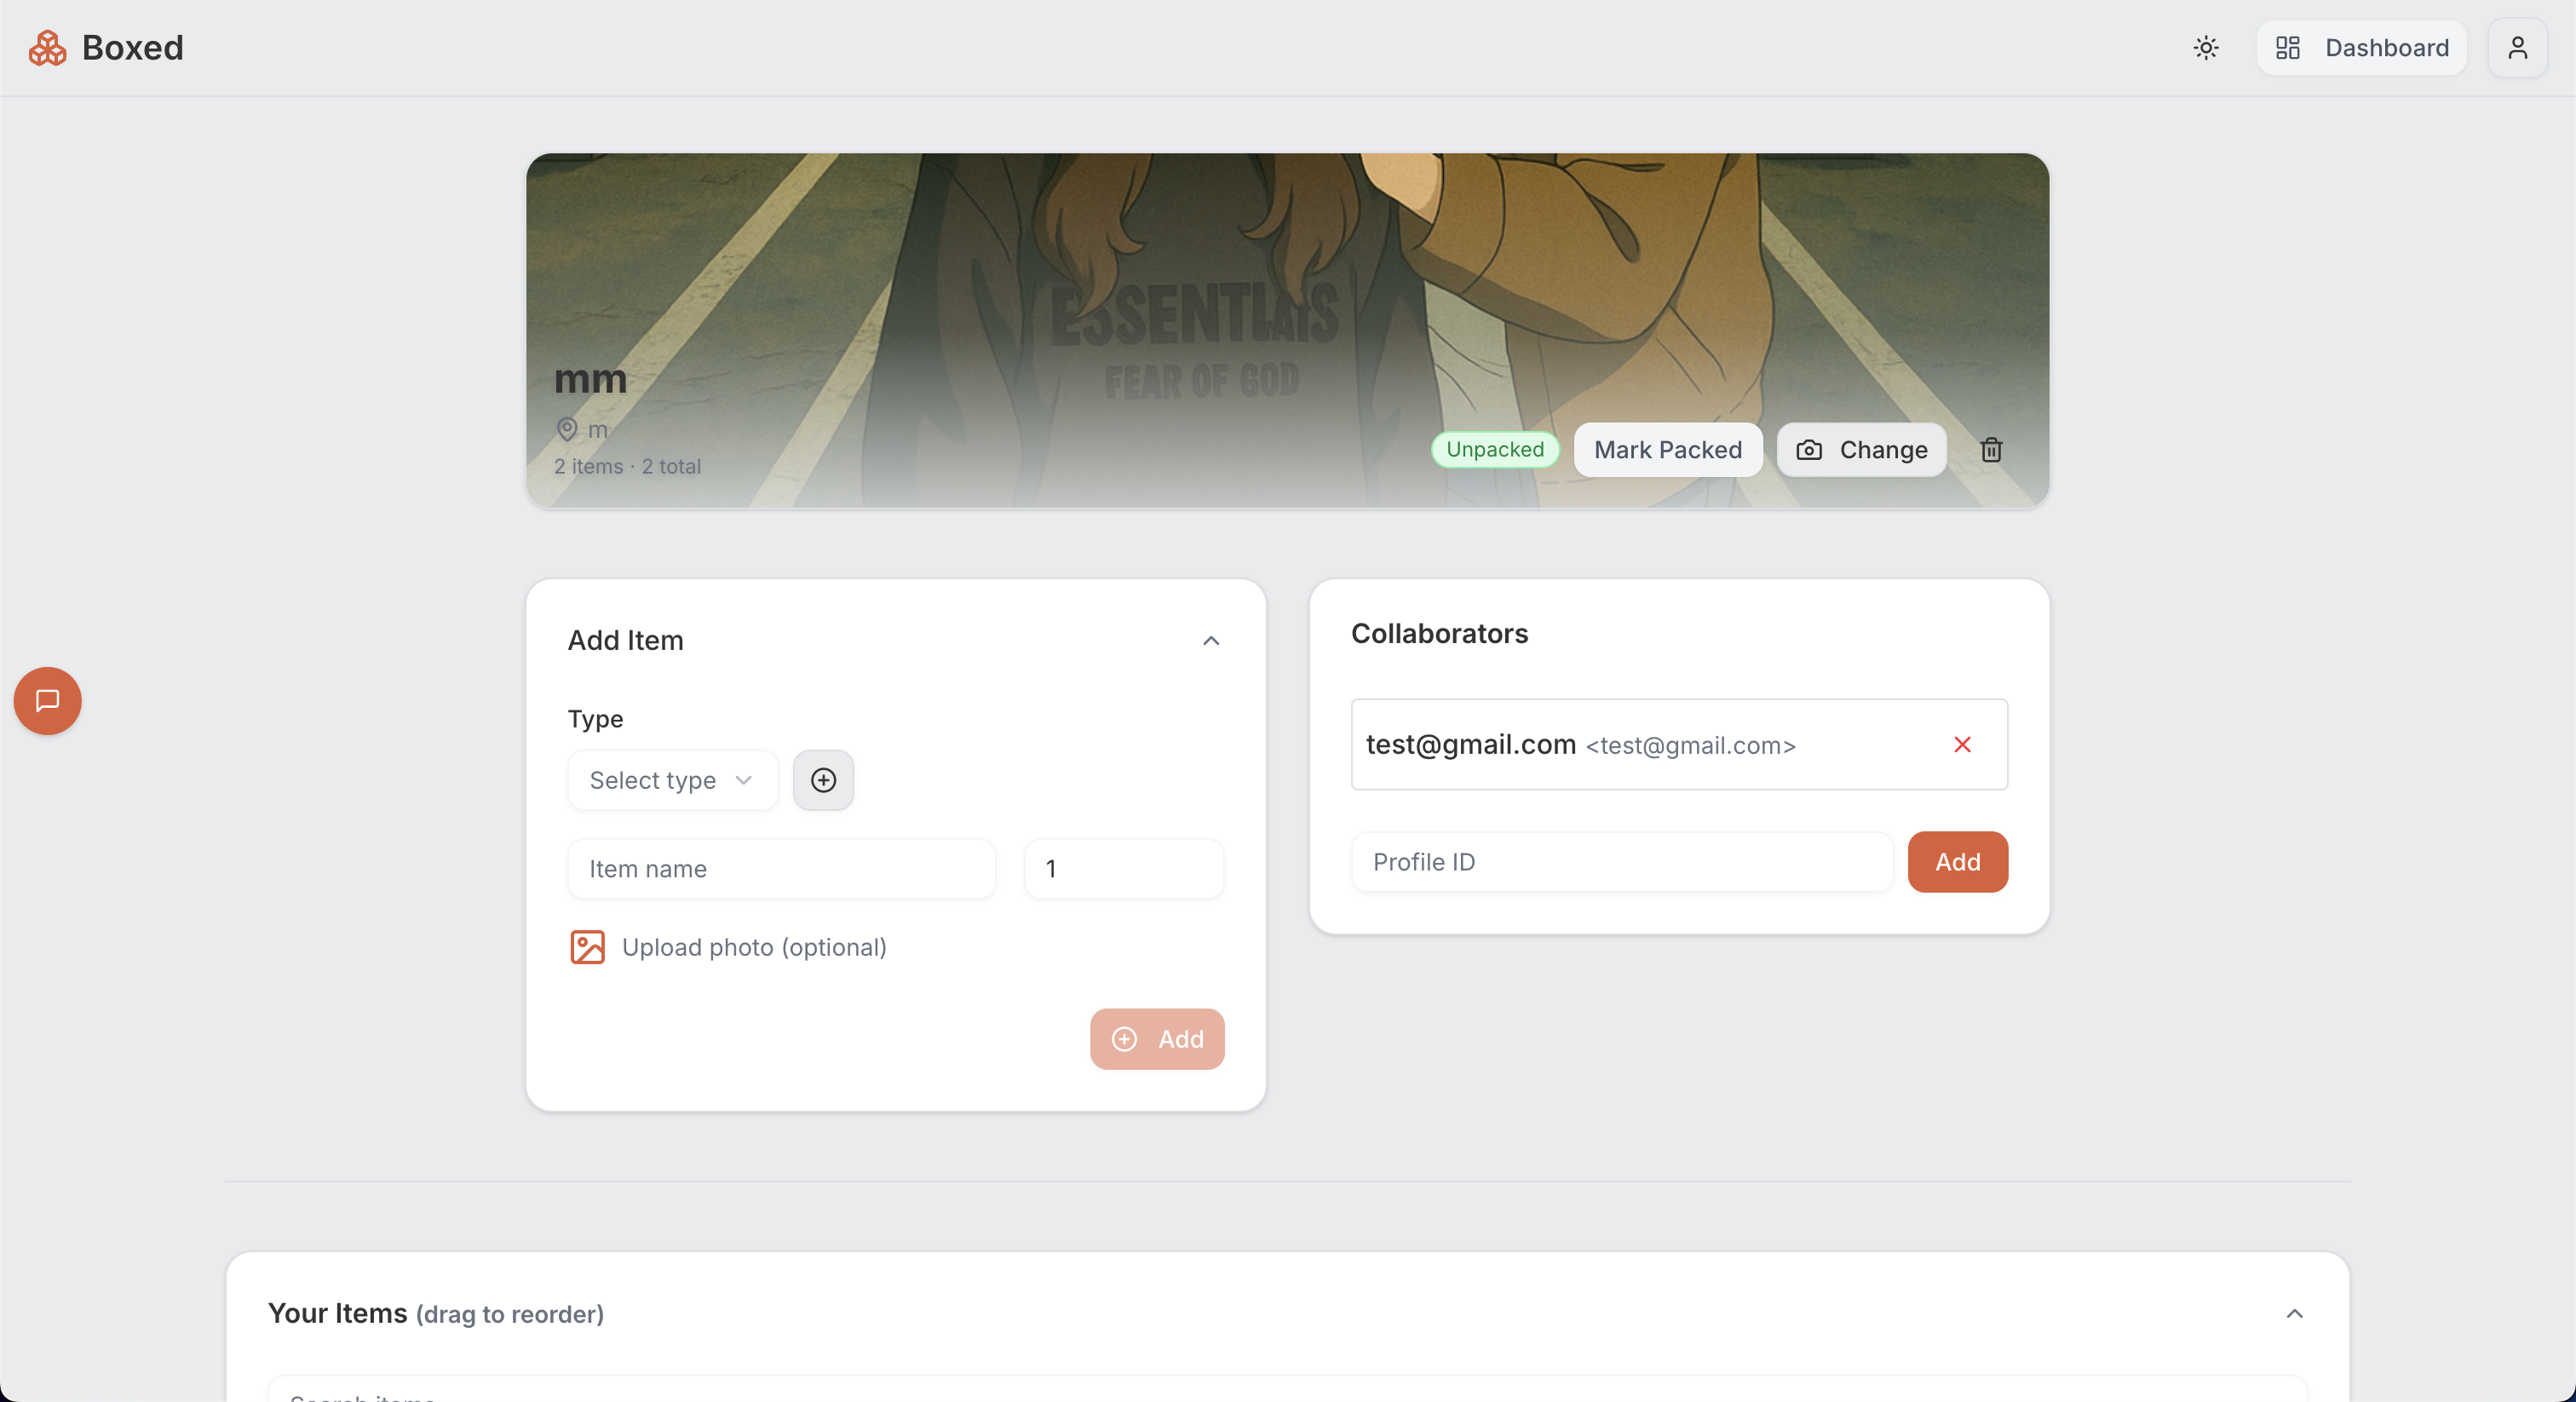 Boxed
Dashboard
ESSENTIALS
FEAR OF GOD
mm
m
2 items · 2 total
Unpacked
Mark Packed
Change
Add Item
Type
Select type
Item name
1
Upload photo (optional)
Add
Collaborators
test@gmail.com <test@gmail.com>
Profile ID
Add
Your Items (drag to reorder)
Search items